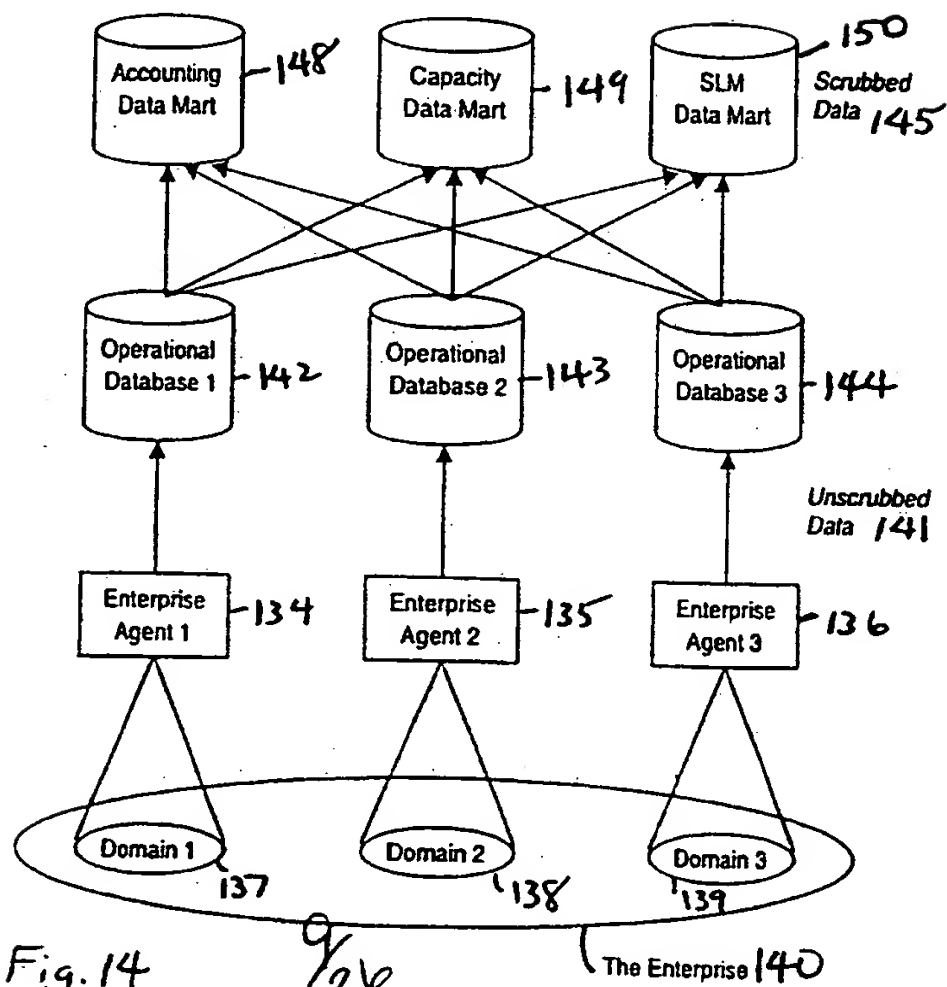 Accounting
Data Mart
148
Capacity
Data Mart
149
SLM
Data Mart
150
Scrubbed
Data 145
Operational
Database 1
142
Operational
Database 2
143
Operational
Database 3
144
Unscrubbed
Data 141
Enterprise
Agent 1
134
Enterprise
Agent 2
135
Enterprise
Agent 3
136
Domain 1
137
Domain 2
138
Domain 3
139
Fig. 14
9/26
The Enterprise 140